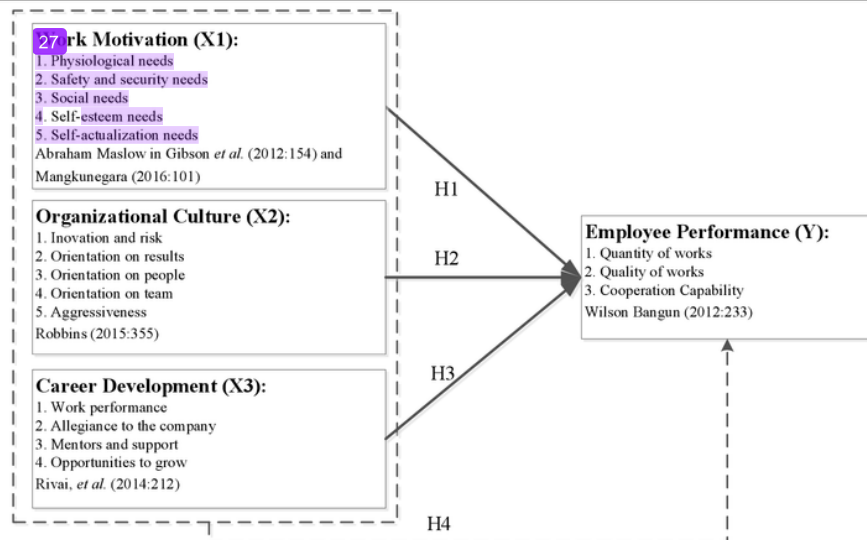 27
rk Motivation (X1):
1. Physiological needs
2. Safety and security needs
3. Social needs
4. Self-esteem needs
5. Self-actualization needs
Abraham Maslow in Gibson et al. (2012:154) and
Mangkunegara (2016:101)
Organizational Culture (X2):
1. Inovation and risk
2. Orientation on results
3. Orientation on people
4. Orientation on team
5. Aggressiveness
Robbins (2015:355)
Career Development (X3):
1. Work performance
2. Allegiance to the company
3. Mentors and support
4. Opportunities to grow
Rivai, et al. (2014:212)
H1
H2
H3
H4
Employee Performance (Y):
1. Quantity of works
2. Quality of works
3. Cooperation Capability
Wilson Bangun (2012:233)